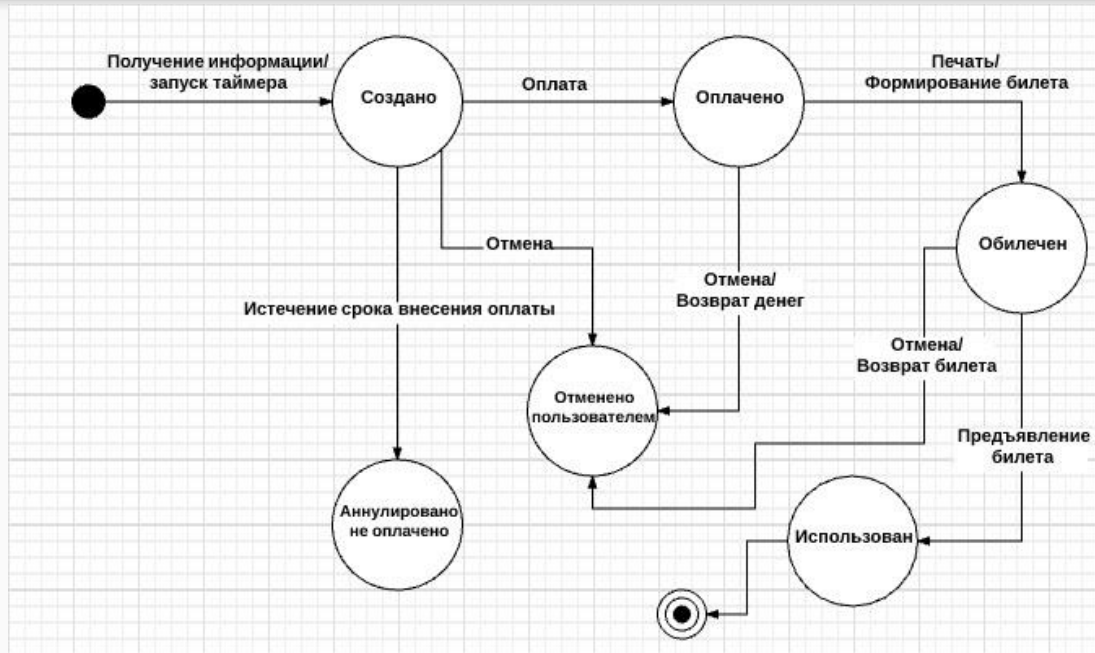 Получение информации/
запуск таймера
Создано
Оплата
Оплачено
Печать/
Формирование билета
Обилечен
Отмена
Отмена/
Возврат денег
Истечение срока внесения оплаты
Отмена/
Возврат билета
Отменено
пользователем
Предъявление
билета
Аннулировано
не оплачено
Использован